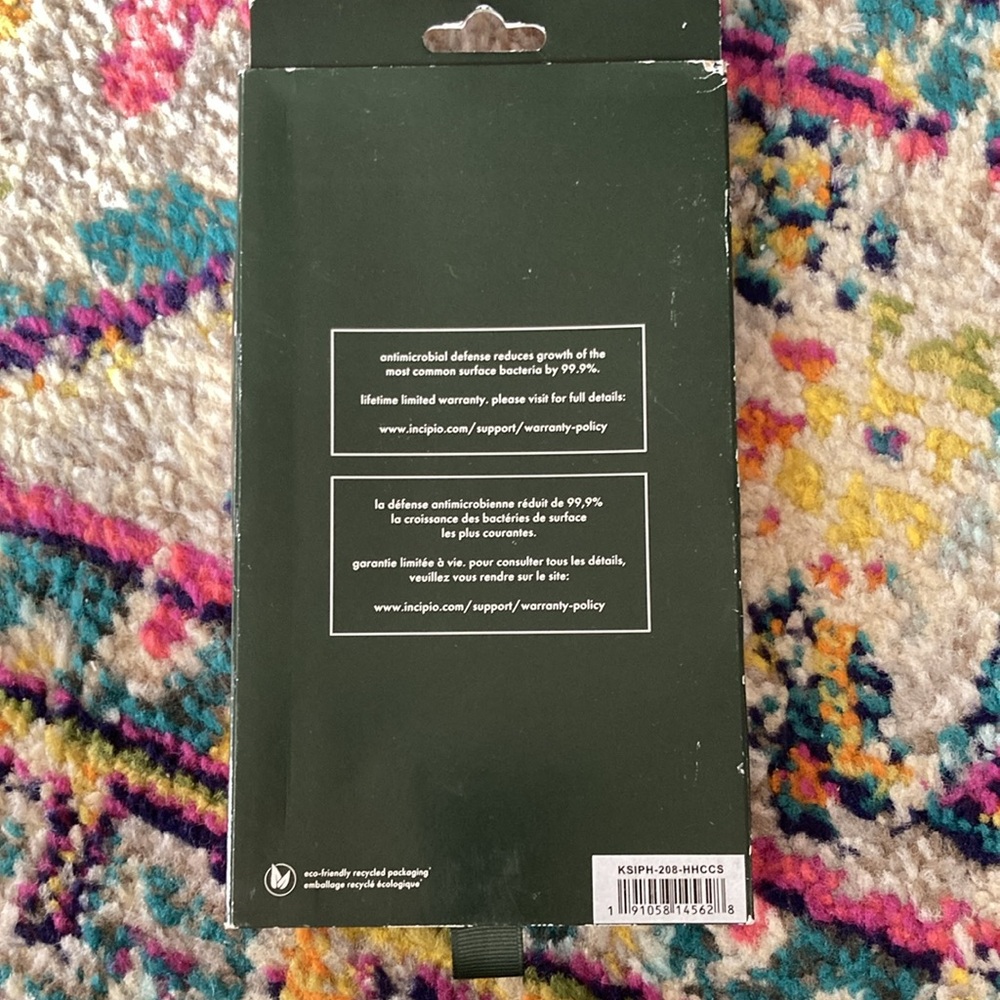 antimicrobial defense reduces growth of the
most common surface bacteria by 99.9%.
lifetime limited warranty. please visit for full details:
www.incipio.com/support/warranty-policy
la défense antimicrobienne réduit de 99,9%
la croissance des bactéries de surface
les plus courantes.
garantie limitée à vie. pour consulter tous les détails,
veuillez vous rendre sur le site:
www.incipio.com/support/warranty-policy
eco-friendly recycled packaging*
emballage recyclé écologique*
KSIPH-208-HHCCS
1 91058 14562 8